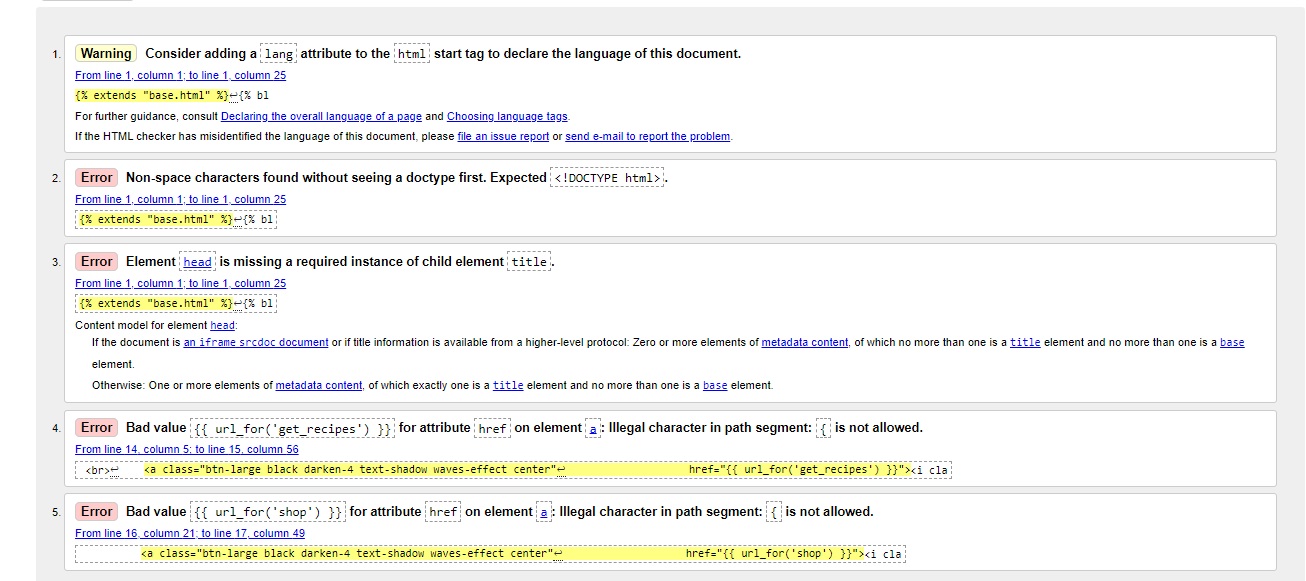 1. Warning Consider adding a lang attribute to the html start tag to declare the language of this document.
From line 1, column 1; to line 1, column 25
{% extends "base.html" %}↩{% bl
For further guidance, consult Declaring the overall language of a page and Choosing language tags.
If the HTML checker has misidentified the language of this document, please file an issue report or send e-mail to report the problem.
2. Error Non-space characters found without seeing a doctype first. Expected <!DOCTYPE html>.
From line 1, column 1; to line 1, column 25
{% extends "base.html" %}↩{% bl
3. Error Element head is missing a required instance of child element title.
From line 1, column 1; to line 1, column 25
{% extends "base.html" %}↩{% bl
Content model for element head:
If the document is an iframe srcdoc document or if title information is available from a higher-level protocol: Zero or more elements of metadata content, of which no more than one is a title element and no more than one is a base
element.
Otherwise: One or more elements of metadata content, of which exactly one is a title element and no more than one is a base element.
4. Error Bad value {{ url_for('get_recipes') }} for attribute href on element a: Illegal character in path segment: { is not allowed.
From line 14, column 5; to line 15, column 56
<br>↩ <a class="btn-large black darken-4 text-shadow waves-effect center"↩ href="{{ url_for('get_recipes') }}"><i cla
5. Error Bad value {{ url_for('shop') }} for attribute href on element a: Illegal character in path segment: { is not allowed.
From line 16, column 21; to line 17, column 49
<a class="btn-large black darken-4 text-shadow waves-effect center"↩ href="{{ url_for('shop') }}"><i cla